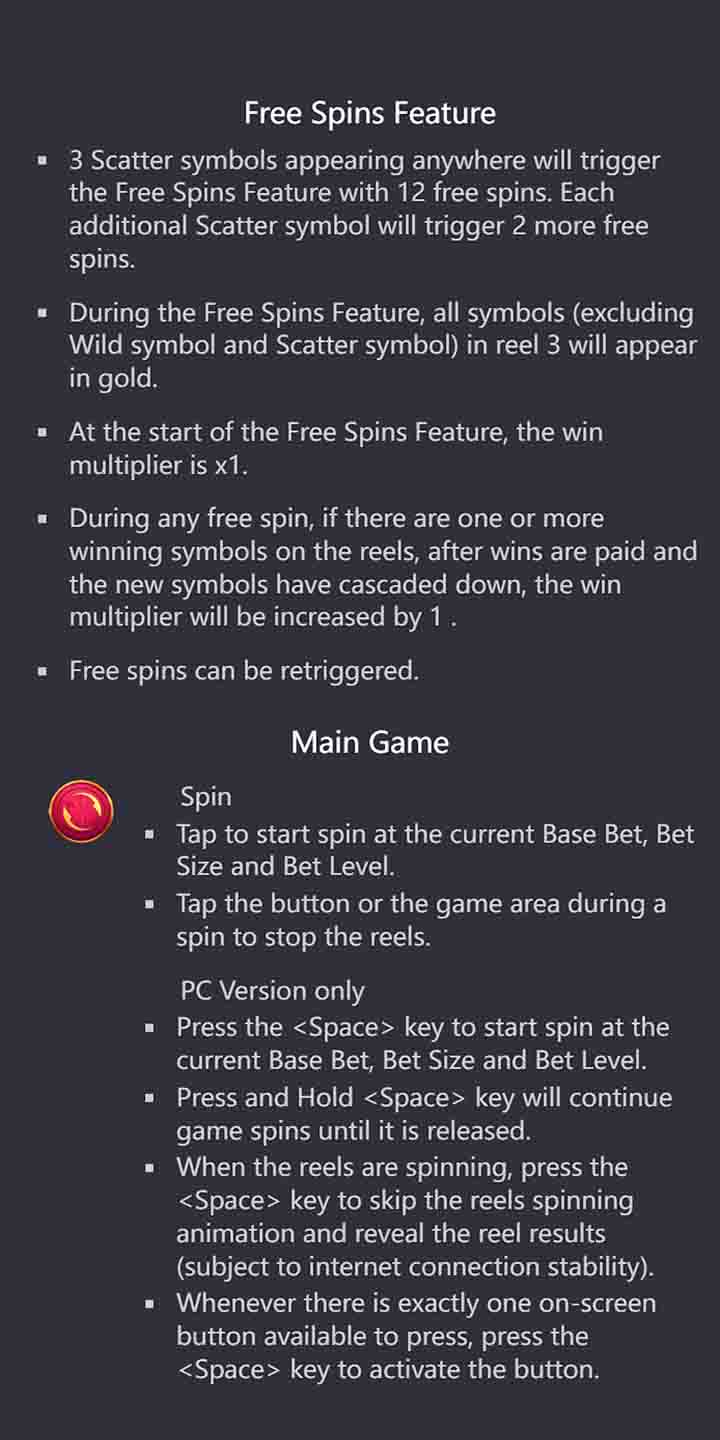 Free Spins Feature
▪ 3 Scatter symbols appearing anywhere will trigger
the Free Spins Feature with 12 free spins. Each
additional Scatter symbol will trigger 2 more free
spins.
▪ During the Free Spins Feature, all symbols (excluding
Wild symbol and Scatter symbol) in reel 3 will appear
in gold.
▪ At the start of the Free Spins Feature, the win
multiplier is x1.
▪ During any free spin, if there are one or more
winning symbols on the reels, after wins are paid and
the new symbols have cascaded down, the win
multiplier will be increased by 1 .
▪ Free spins can be retriggered.
Main Game
Spin
▪ Tap to start spin at the current Base Bet, Bet
Size and Bet Level.
▪ Tap the button or the game area during a
spin to stop the reels.
PC Version only
▪ Press the <Space> key to start spin at the
current Base Bet, Bet Size and Bet Level.
▪ Press and Hold <Space> key will continue
game spins until it is released.
▪ When the reels are spinning, press the
<Space> key to skip the reels spinning
animation and reveal the reel results
(subject to internet connection stability).
▪ Whenever there is exactly one on-screen
button available to press, press the
<Space> key to activate the button.